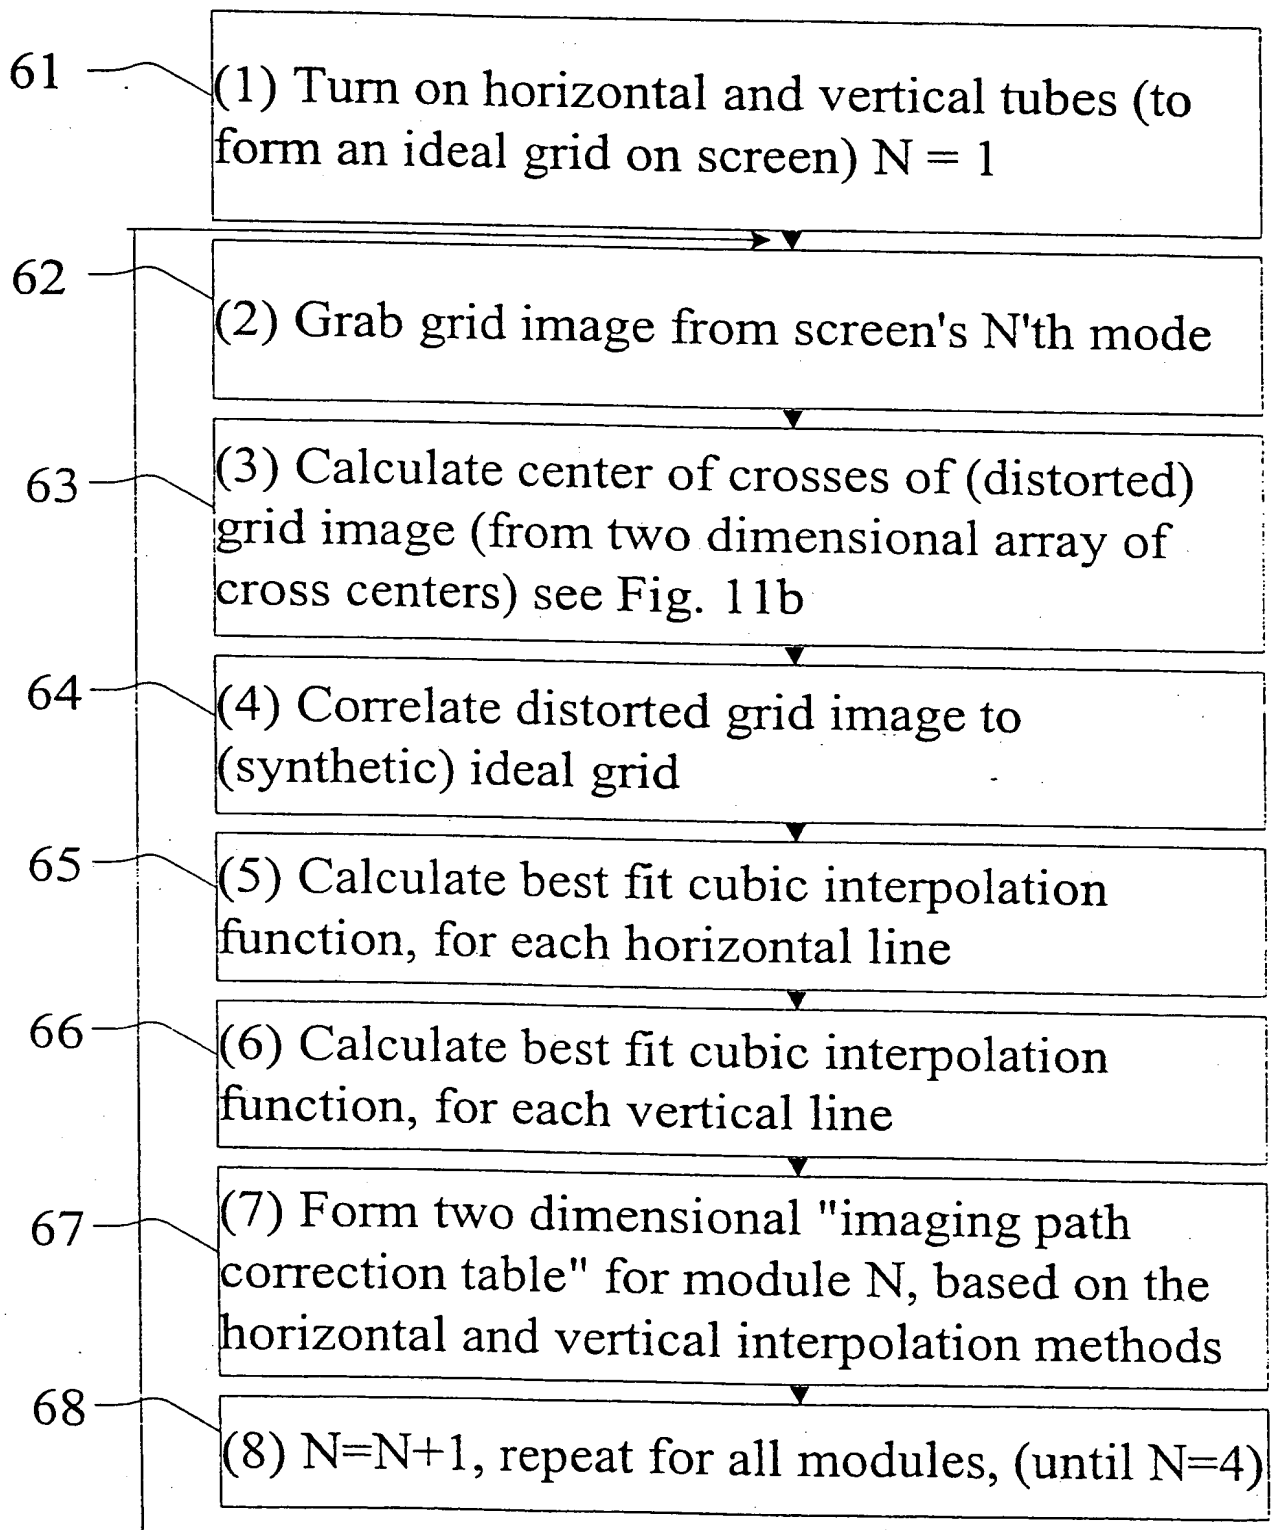 61
(1) Turn on horizontal and vertical tubes (to
form an ideal grid on screen) N = 1
62
(2) Grab grid image from screen's N'th mode
63
(3) Calculate center of crosses of (distorted)
grid image (from two dimensional array of
cross centers) see Fig. 11b
64
(4) Correlate distorted grid image to
(synthetic) ideal grid
65
(5) Calculate best fit cubic interpolation
function, for each horizontal line
66
(6) Calculate best fit cubic interpolation
function, for each vertical line
67
(7) Form two dimensional "imaging path
correction table" for module N, based on the
horizontal and vertical interpolation methods
68
(8) N=N+1, repeat for all modules, (until N=4)